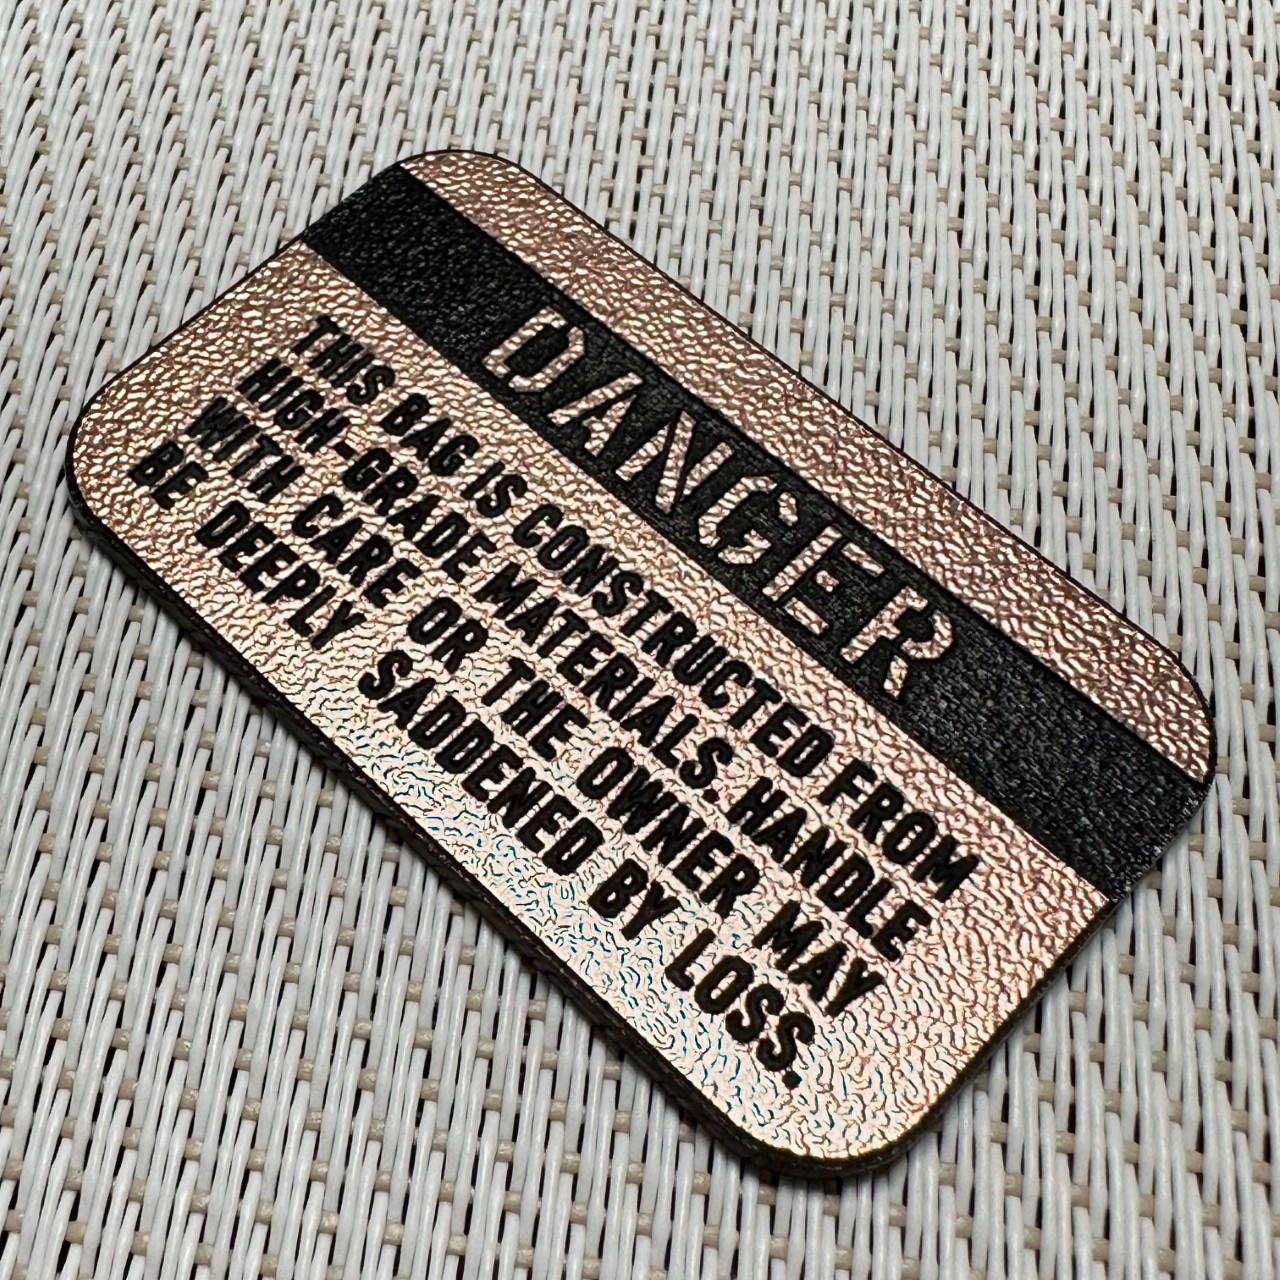 DANGER
THIS BAG IS CONSTRUCTED FROM
HIGH-GRADE MATERIALS. HANDLE
WITH CARE OR THE OWNER MAY
BE DEEPLY SADDENED BY LOSS.